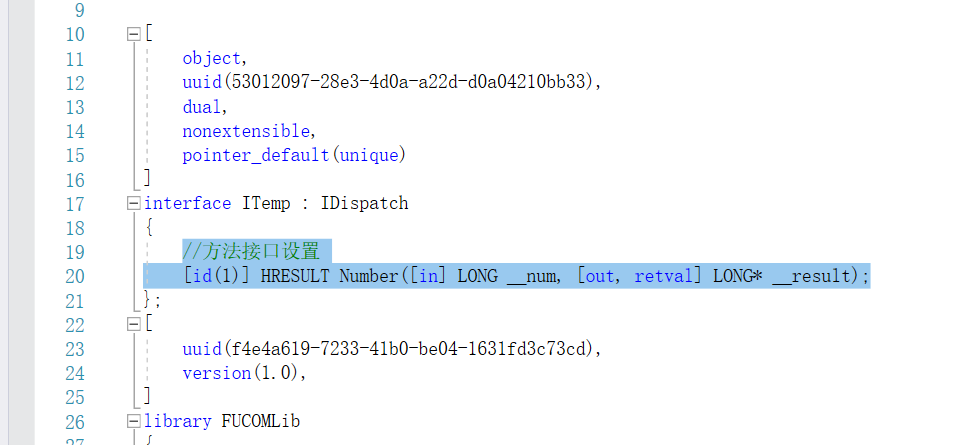 9
10 [
11 object,
12 uuid(53012097-28e3-4d0a-a22d-d0a04210bb33),
13 dual,
14 nonextensible,
15 pointer_default(unique)
16 ]
17 interface ITemp : IDispatch
18 {
19 //方法接口设置
20 [id(1)] HRESULT Number([in] LONG __num, [out, retval] LONG* __result);
21 };
22 [
23 uuid(f4e4a619-7233-41b0-be04-1631fd3c73cd),
24 version(1.0),
25 ]
26 library FUCOMLib
27 {